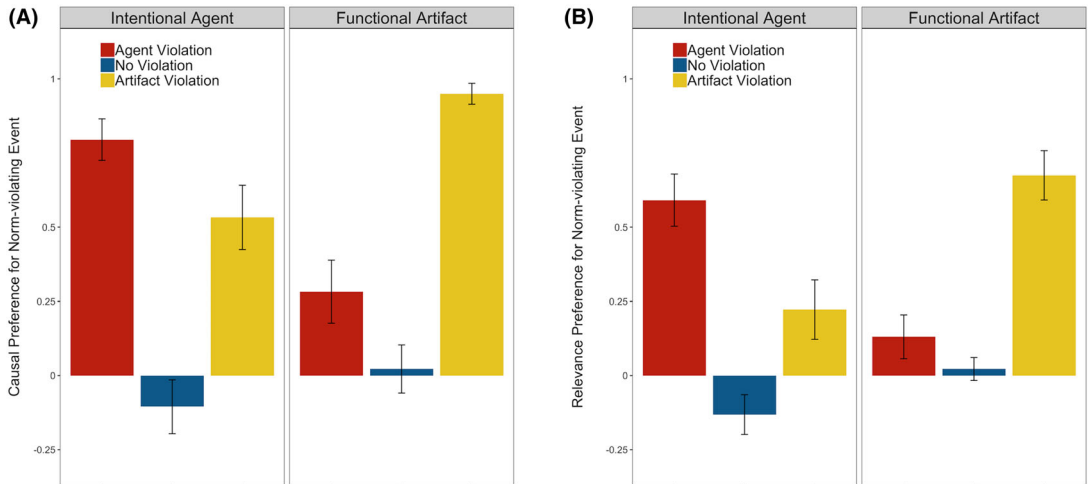 (A)
Intentional Agent
Functional Artifact
Agent Violation
No Violation
Artifact Violation
Causal Preference for Norm-violating Event
1
0.5
0.25
0
-0.25
(B)
Intentional Agent
Functional Artifact
Agent Violation
No Violation
Artifact Violation
Relevance Preference for Norm-violating Event
1
0.5
0.25
0
-0.25